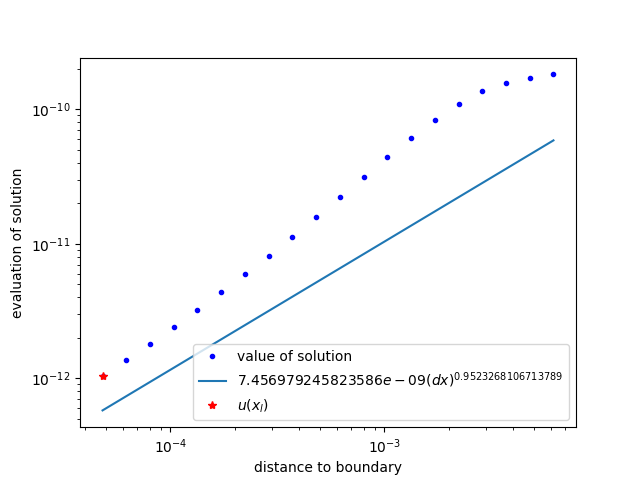 10⁻¹⁰
10⁻¹¹
10⁻¹²
evaluation of solution
value of solution
7.456979245823586e − 09(dx)^0.9523268106713789
u(x_l)
10⁻⁴
10⁻³
distance to boundary